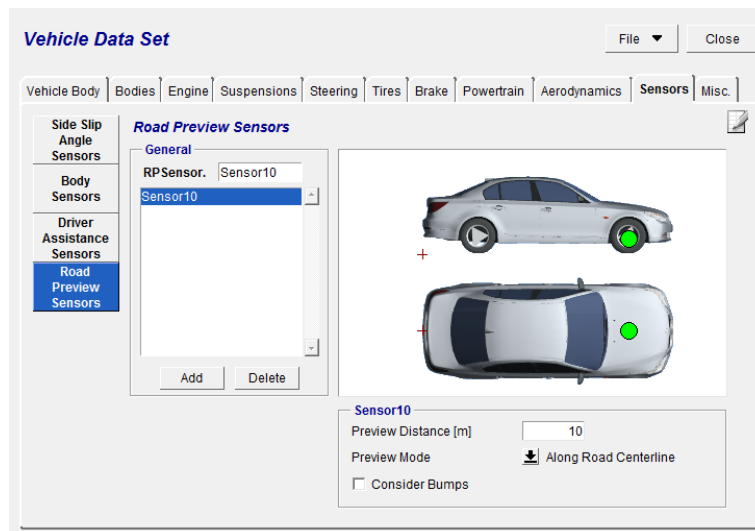 Vehicle Data Set
File
Close
Vehicle Body
Bodies
Engine
Suspensions
Steering
Tires
Brake
Powertrain
Aerodynamics
Sensors
Misc.
Side Slip
Angle
Sensors
Body
Sensors
Driver
Assistance
Sensors
Road
Preview
Sensors
Road Preview Sensors
General
RPSensor. Sensor10
Sensor10
Add
Delete
Sensor10
Preview Distance [m] 10
Preview Mode Along Road Centerline
Consider Bumps